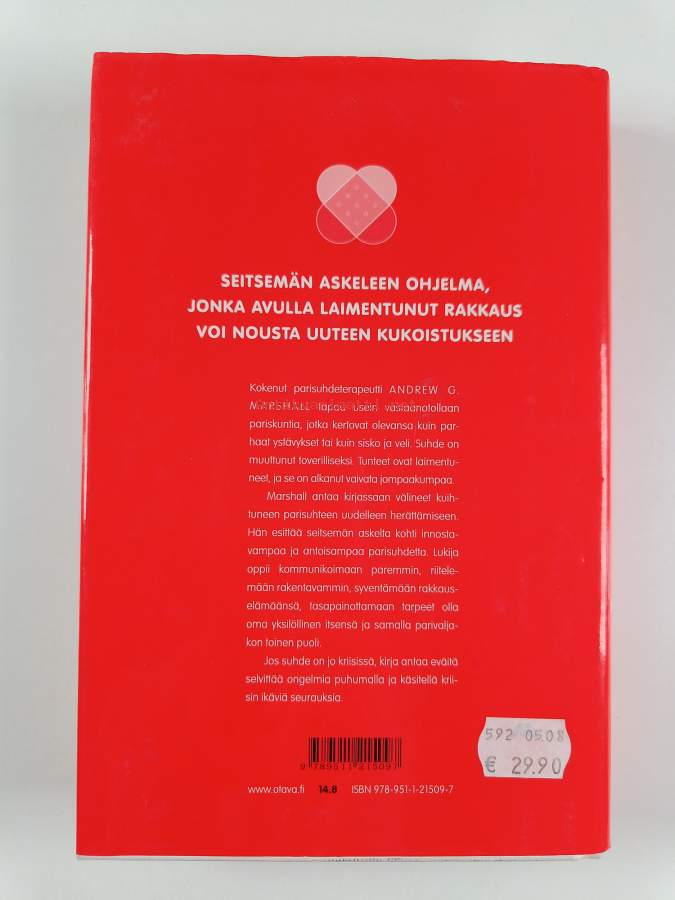 SEITSEMÄN ASKELEEN OHJELMA,
JONKA AVULLA LAIMENTUNUT RAKKAUS
VOI NOUSTA UUTEEN KUKOISTUKSEEN
Kokenut parisuhdeterapeutti ANDREW G.
MARSHALL tapaa usein vastaanotollaan
pariskuntia, jotka kertovat olevansa kuin par-
haat ystävykset tai kuin sisko ja veli. Suhde on
muuttunut toverilliseksi. Tunteet ovat laimentu-
neet, ja se on alkanut vaivata jompaakumpaa.
Marshall antaa kirjassaan välineet kuih-
tuneen parisuhteen uudelleen herättämiseen.
Hän esittää seitsemän askelta kohti innosta-
vampaa ja antoisampaa parisuhdetta. Lukija
oppii kommunikoimaan paremmin, riitele-
mään rakentavammin, syventämään rakkaus-
elämäänsä, tasapainottamaan tarpeet olla
oma yksilöllinen itsensä ja samalla parivalja-
kon toinen puoli.
Jos suhde on jo kriisissä, kirja antaa eväitä
selvittää ongelmia puhumalla ja käsitellä krii-
sin ikäviä seurauksia.
592 05.08
€ 29.90
9 789511 215097
www.otava.fi 14.8 ISBN 978-951-1-21509-7